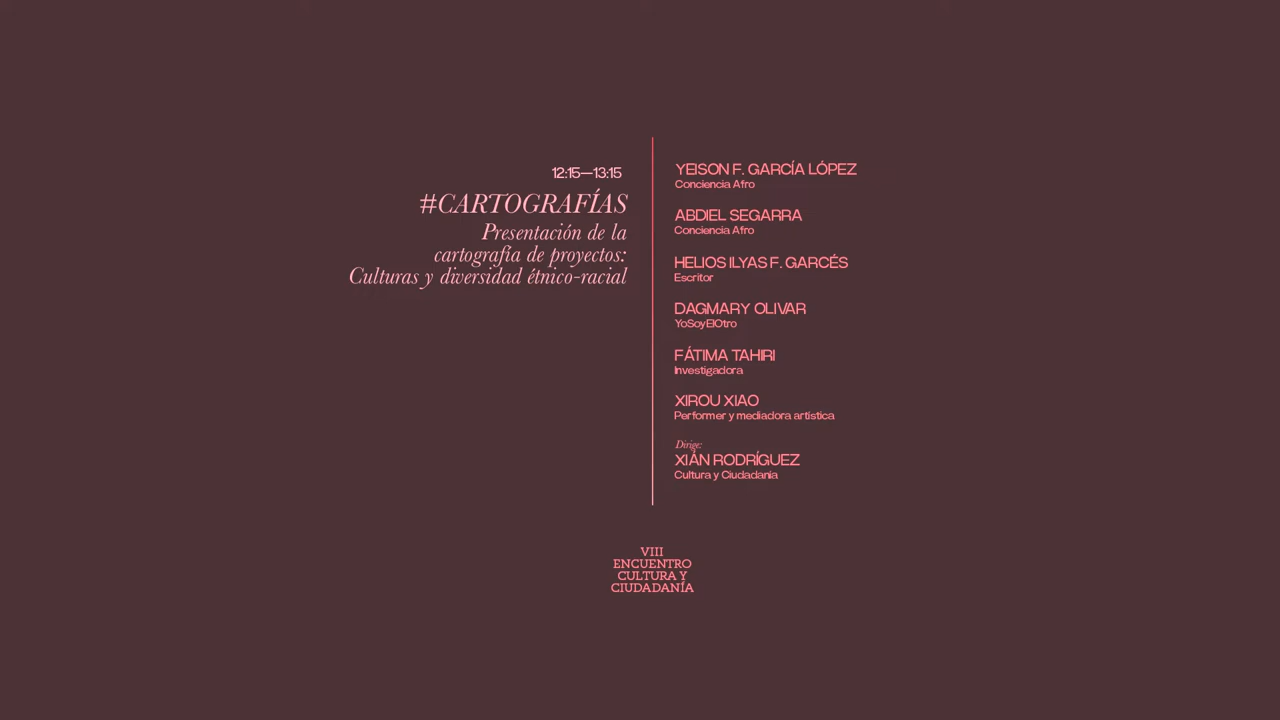 12:15—13:15
#CARTOGRAFÍAS
Presentación de la
cartografía de proyectos:
Culturas y diversidad étnico-racial
YEISON F. GARCÍA LÓPEZ
Conciencia Afro
ABDIEL SEGARRA
Conciencia Afro
HELIOS ILYAS F. GARCÉS
Escritor
DAGMARY OLIVAR
YoSoyElOtro
FÁTIMA TAHIRI
Investigadora
XIROU XIAO
Performer y mediadora artística
Dirige:
XIÁN RODRÍGUEZ
Cultura y Ciudadanía
VIII
ENCUENTRO
CULTURA Y
CIUDADANÍA